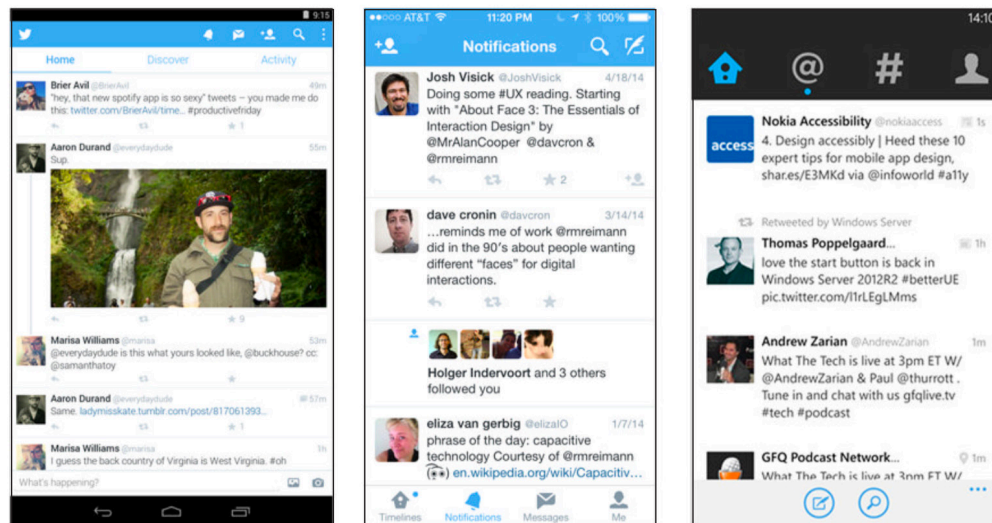 9:15
Home Discover Activity
Brier Avil @BrierAvil 49m
"hey, that new spotify app is so sexy" tweets – you made me do
this: twitter.com/BrierAvil/time... #productivefriday
1
Aaron Durand @everydaydude 55m
Sup.
9
Marisa Williams @marisa 53m
@everydaydude is this what yours looked like, @buckhouse? cc:
@samanthatoy
Aaron Durand @everydaydude 57m
Same. ladymisskate.tumblr.com/post/817061393...
1
Marisa Williams @marisa 1h
I guess the back country of Virginia is West Virginia. #oh
What's happening?
AT&T 11:20 PM 100%
Notifications
Josh Visick @JoshVisick 4/18/14
Doing some #UX reading. Starting
with "About Face 3: The Essentials of
Interaction Design" by
@MrAlanCooper @davcron &
@rmreimann
2
dave cronin @davcron 3/14/14
...reminds me of work @rmreimann
did in the 90's about people wanting
different "faces" for digital
interactions.
Holger Indervoort and 3 others
followed you
eliza van gerbig @elizaIO 1/7/14
phrase of the day: capacitive
technology Courtesy of @rmreimann
en.wikipedia.org/wiki/Capacitiv...
Timelines Notifications Messages Me
14:10
@ #
access
Nokia Accessibility @nokiaaccess 1s
4. Design accessibly | Heed these 10
expert tips for mobile app design,
shar.es/E3MKd via @infoworld #a11y
Retweeted by Windows Server
Thomas Poppelgaard... 1h
love the start button is back in
Windows Server 2012R2 #betterUE
pic.twitter.com/l1rLEgLMms
Andrew Zarian @AndrewZarian 1m
What The Tech is live at 3pm ET W/
@AndrewZarian & Paul @thurrott .
Tune in and chat with us gfqlive.tv
#tech #podcast
GFQ Podcast Network... 1m
What The Tech is live at 3pm ET W/
...